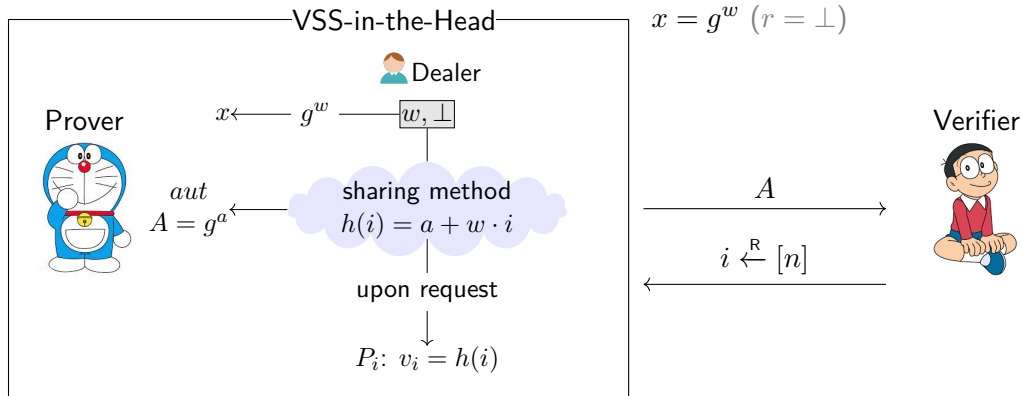 VSS-in-the-Head
x = g^w (r = ⊥)
Dealer
x ← g^w — w, ⊥
Prover
Verifier
sharing method
h(i) = a + w · i
aut
A = g^a
A
i ←^R [n]
upon request
P_i: v_i = h(i)